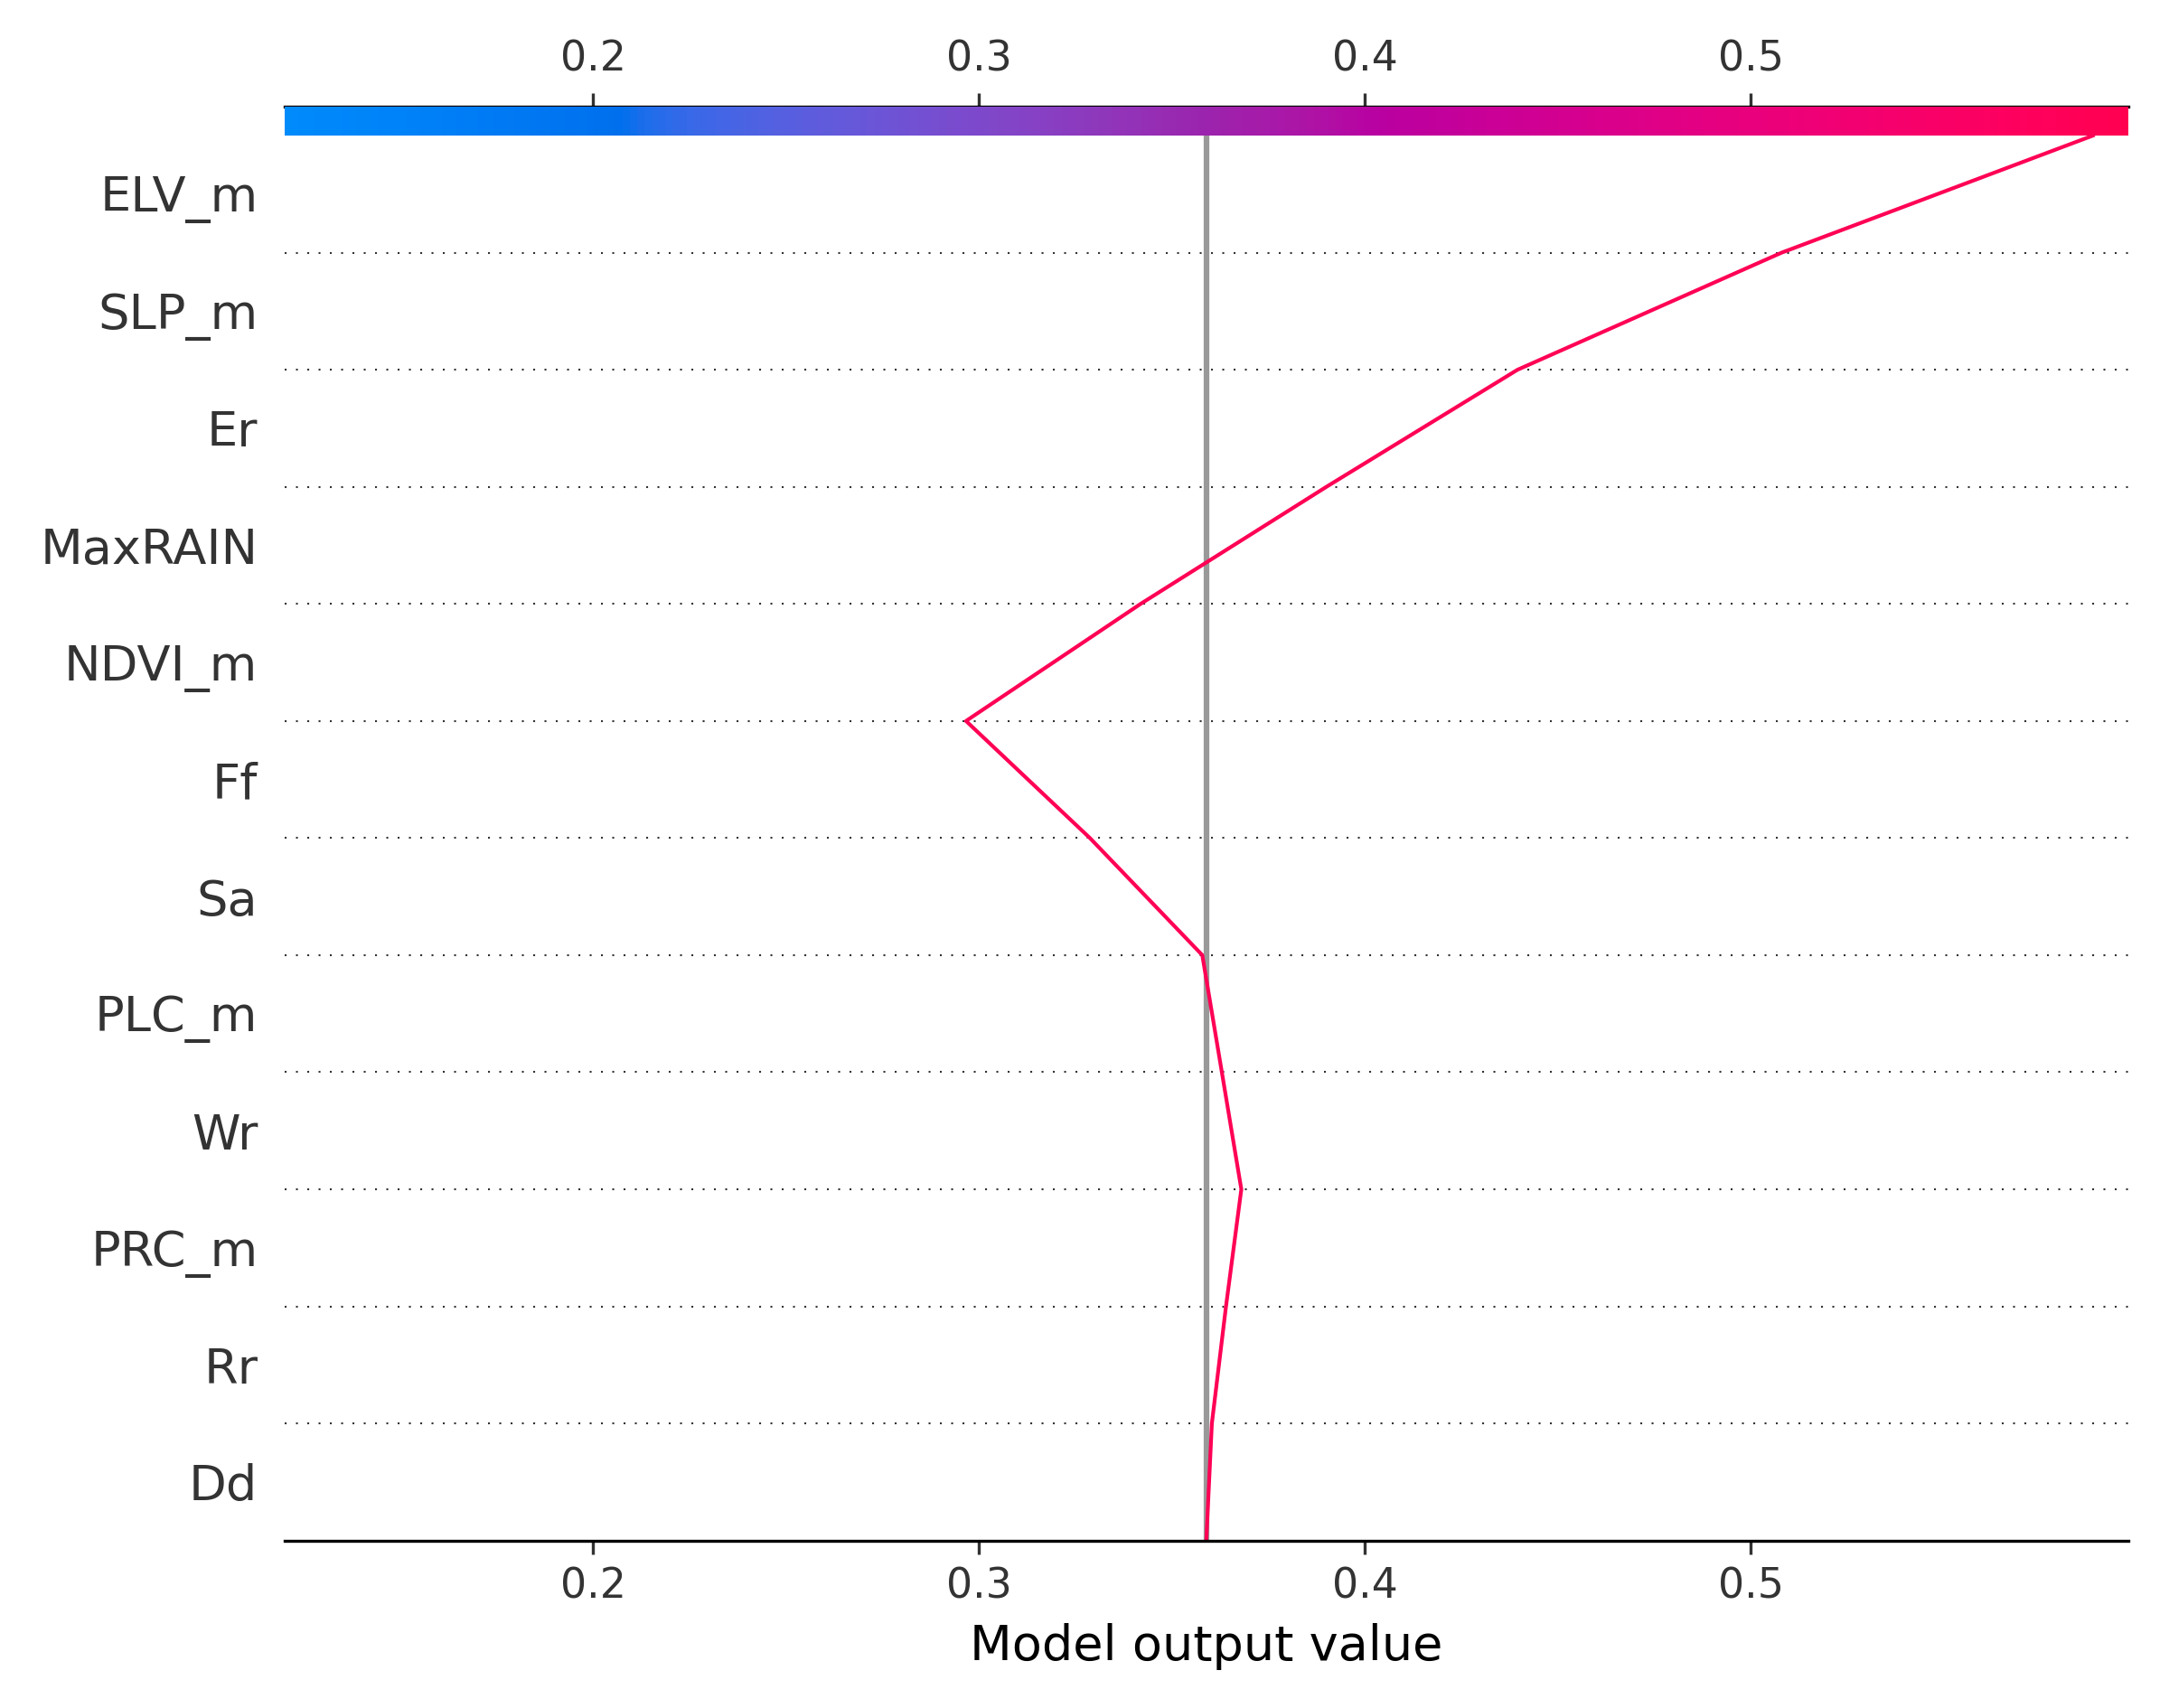 0.2 0.3 0.4 0.5
ELV_m
SLP_m
Er
MaxRAIN
NDVI_m
Ff
Sa
PLC_m
Wr
PRC_m
Rr
Dd
0.2 0.3 0.4 0.5
Model output value